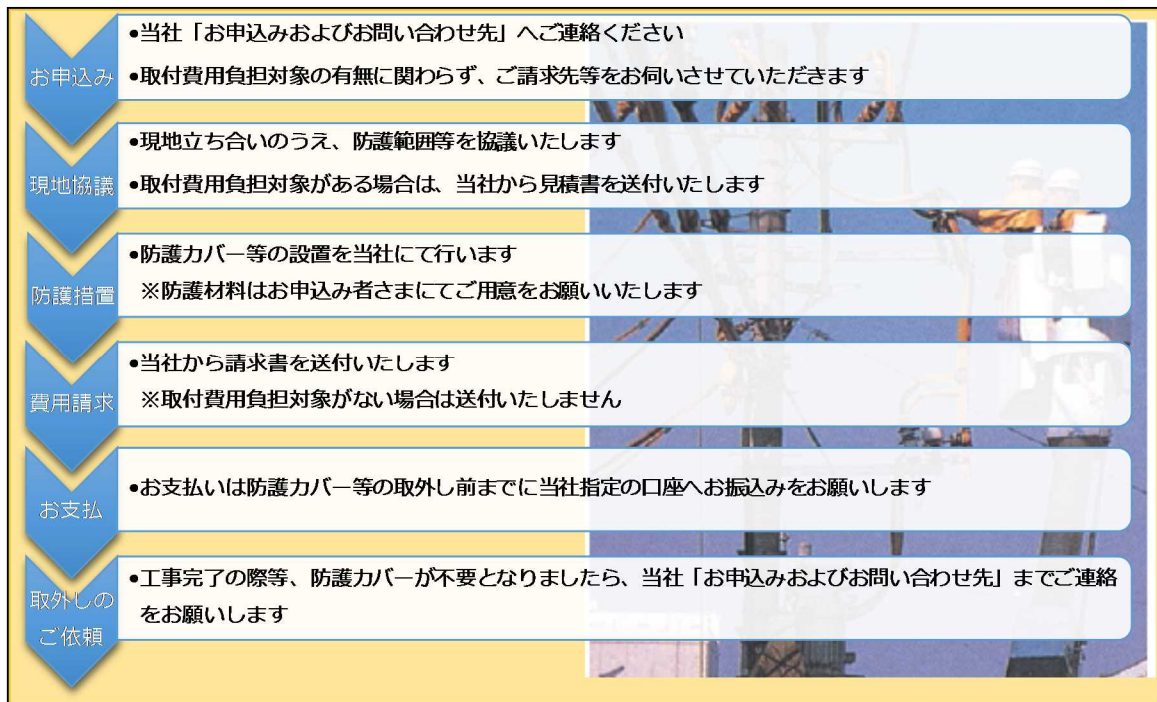 お申込み
•当社「お申込みおよびお問い合わせ先」へご連絡ください
•取付費用負担対象の有無に関わらず、ご請求先等をお伺いさせていただきます
現地協議
•現地立ち合いのうえ、防護範囲等を協議いたします
•取付費用負担対象がある場合は、当社から見積書を送付いたします
防護措置
•防護カバー等の設置を当社にて行います
※防護材料はお申込み者さまにてご用意をお願いいたします
費用請求
•当社から請求書を送付いたします
※取付費用負担対象がない場合は送付いたしません
お支払
•お支払いは防護カバー等の取外し前までに当社指定の口座へお振込みをお願いします
取外しの
ご依頼
•工事完了の際等、防護カバーが不要となりましたら、当社「お申込みおよびお問い合わせ先」までご連絡
をお願いします